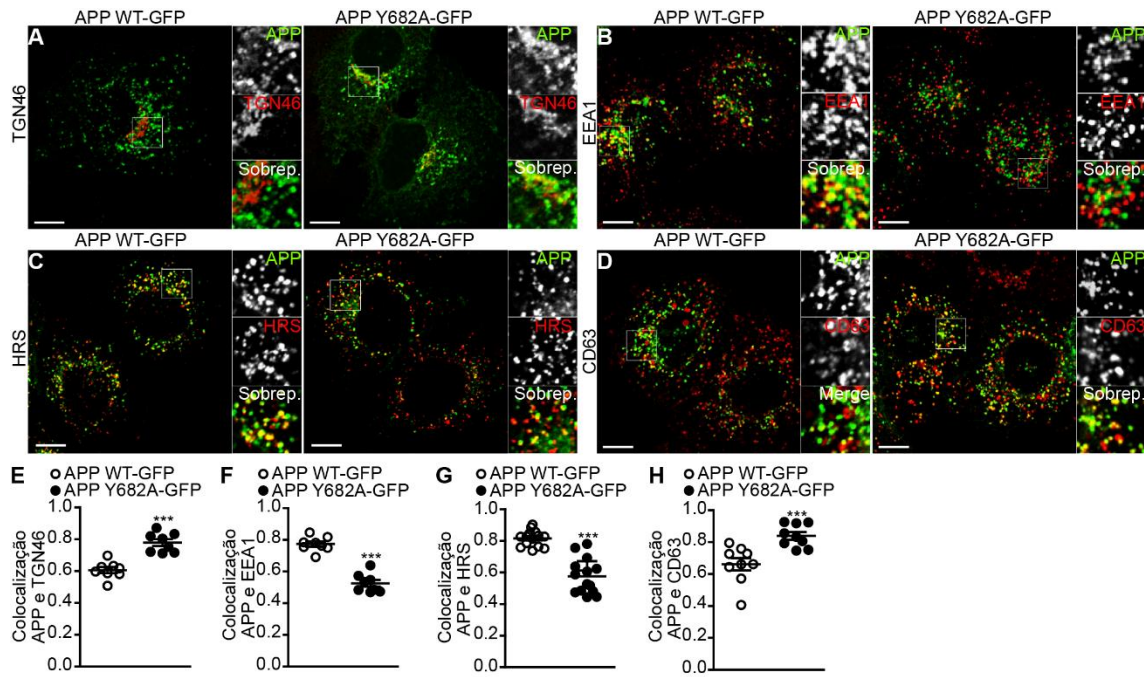 APP WT-GFP
APP Y682A-GFP
APP WT-GFP
APP Y682A-GFP
A
TGN46
APP
TGN46
Sobrep.
APP
TGN46
Sobrep.
B
EEA1
APP
EEA1
Sobrep.
APP
EEA1
Sobrep.
APP WT-GFP
APP Y682A-GFP
APP WT-GFP
APP Y682A-GFP
C
HRS
APP
HRS
Sobrep.
APP
HRS
Sobrep.
D
CD63
APP
CD63
Merge
APP
CD63
Sobrep.
E
APP WT-GFP
APP Y682A-GFP
Colocalização
APP e TGN46
1.0
0.8
0.6
0.4
0.2
0.0
***
F
APP WT-GFP
APP Y682A-GFP
Colocalização
APP e EEA1
1.0
0.8
0.6
0.4
0.2
0.0
***
G
APP WT-GFP
APP Y682A-GFP
Colocalização
APP e HRS
1.0
0.8
0.6
0.4
0.2
0.0
***
H
APP WT-GFP
APP Y682A-GFP
Colocalização
APP e CD63
1.0
0.8
0.6
0.4
0.2
0.0
***